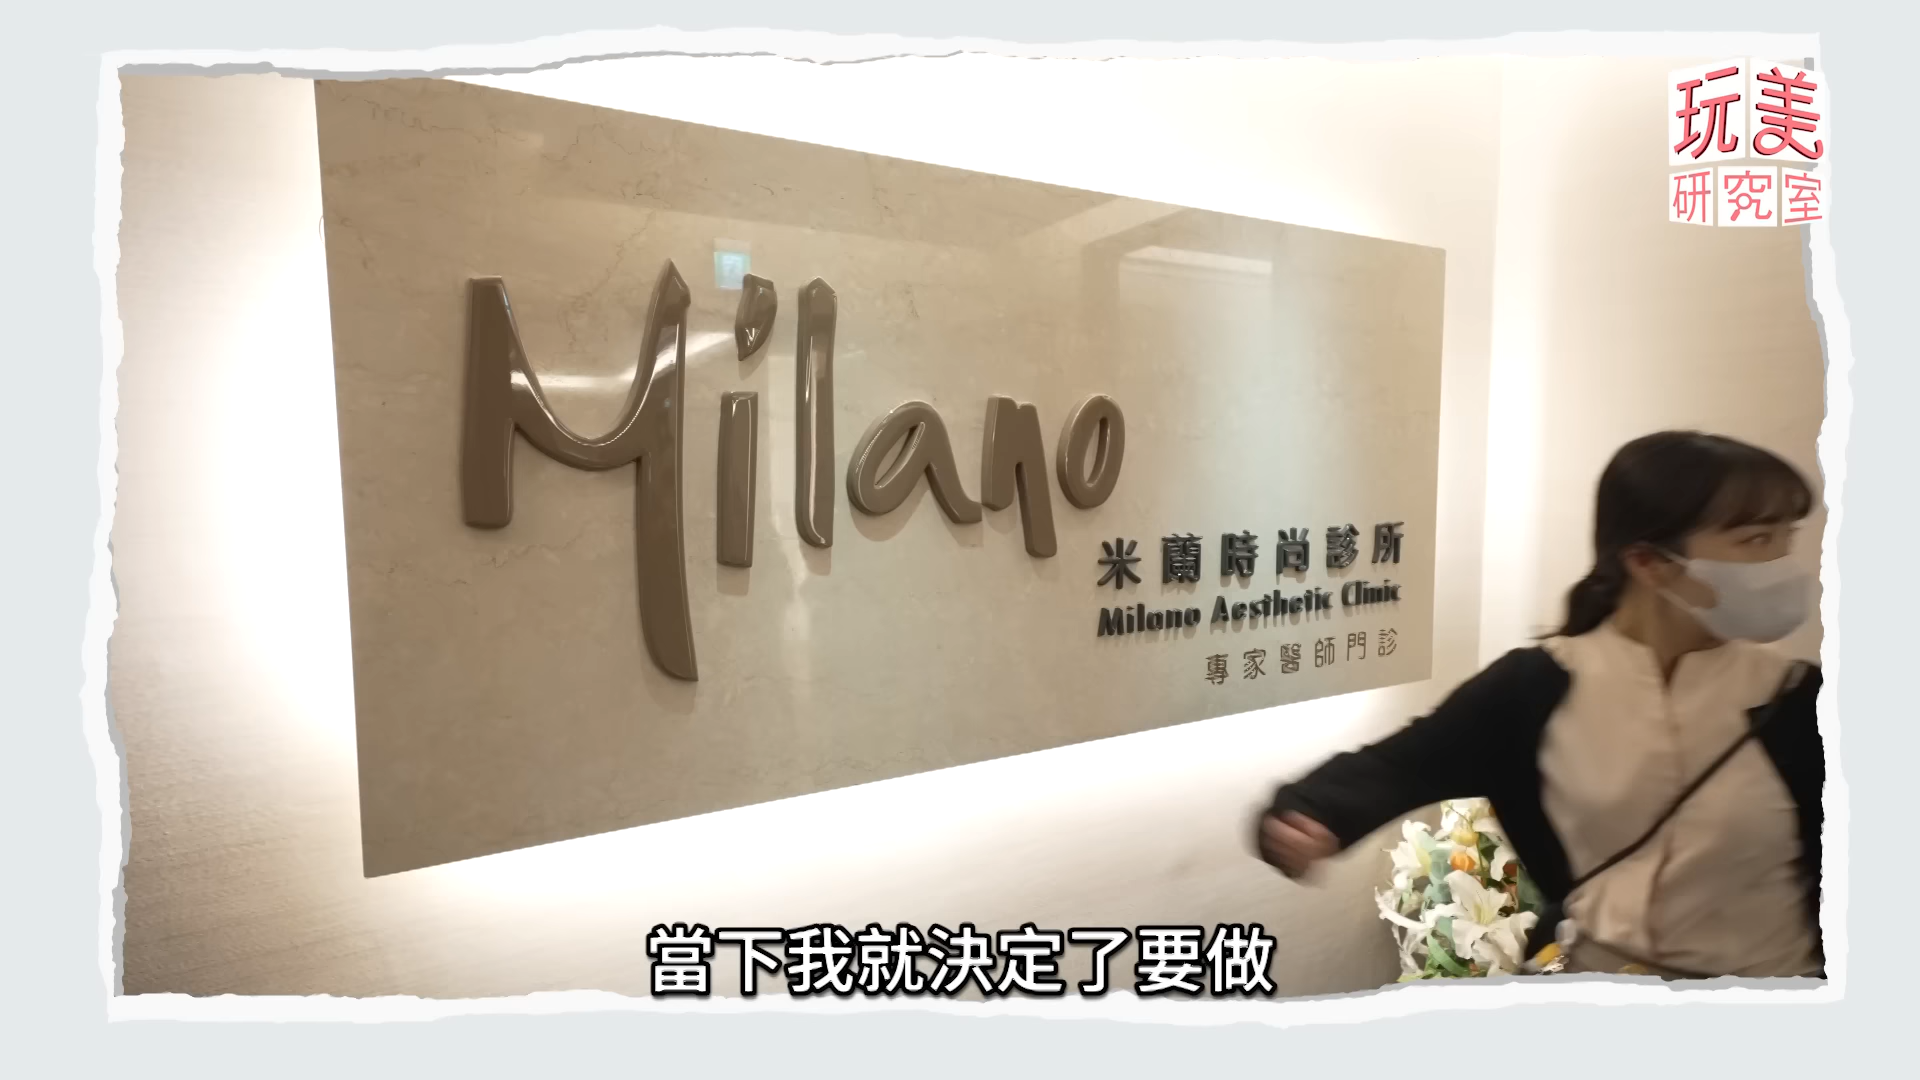 玩美
研究室
Milano
米蘭時尚診所
Milano Aesthetic Clinic
專家醫師門診
當下我就決定了要做